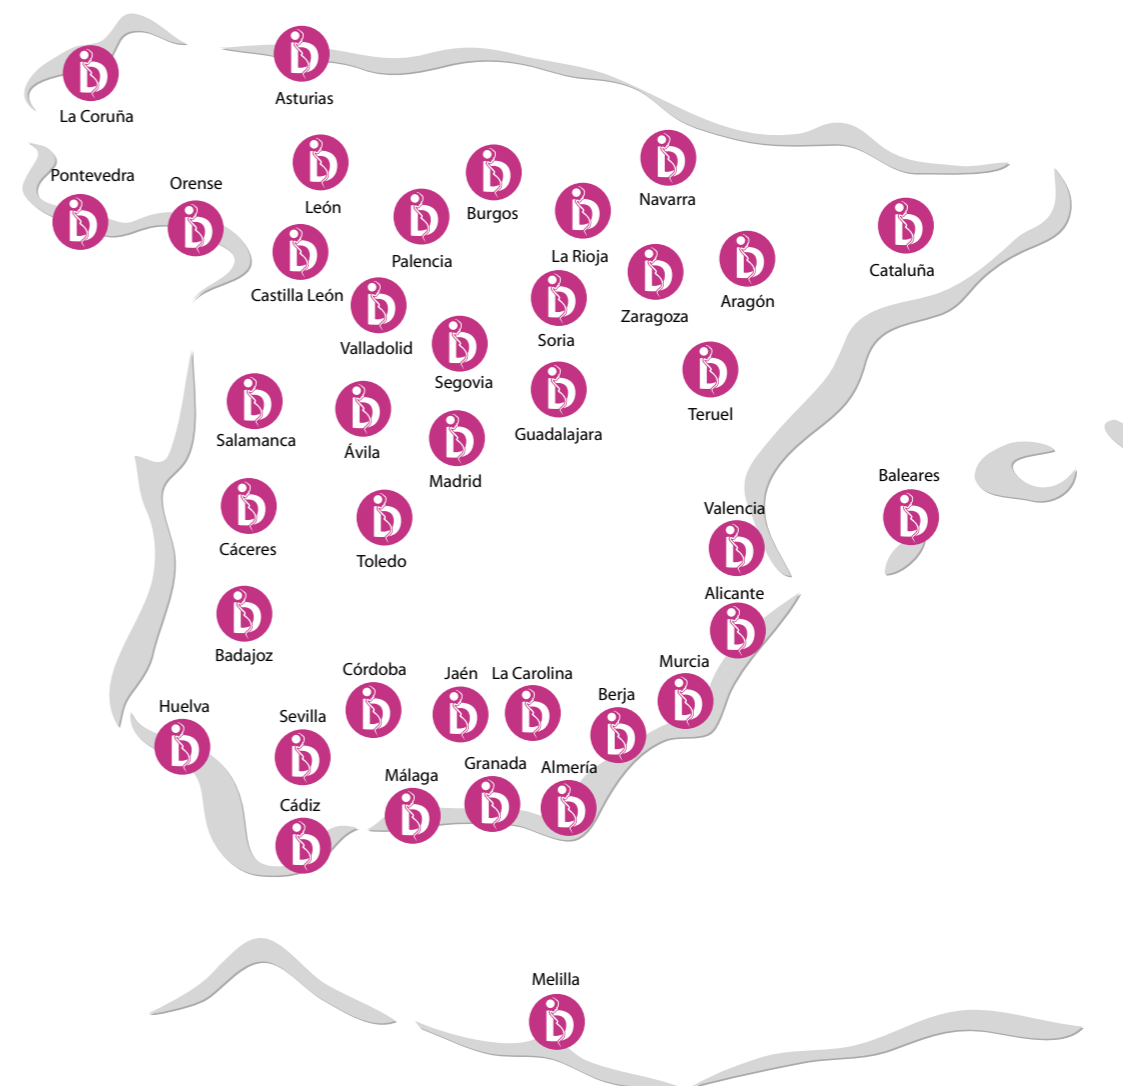 Asturias
La Coruña
Pontevedra
Orense
León
Burgos
Navarra
Palencia
La Rioja
Cataluña
Castilla León
Aragón
Zaragoza
Valladolid
Soria
Segovia
Teruel
Salamanca
Ávila
Guadalajara
Madrid
Baleares
Valencia
Cáceres
Toledo
Alicante
Badajoz
Murcia
Córdoba
Jaén
La Carolina
Berja
Huelva
Sevilla
Granada
Almería
Málaga
Cádiz
Melilla